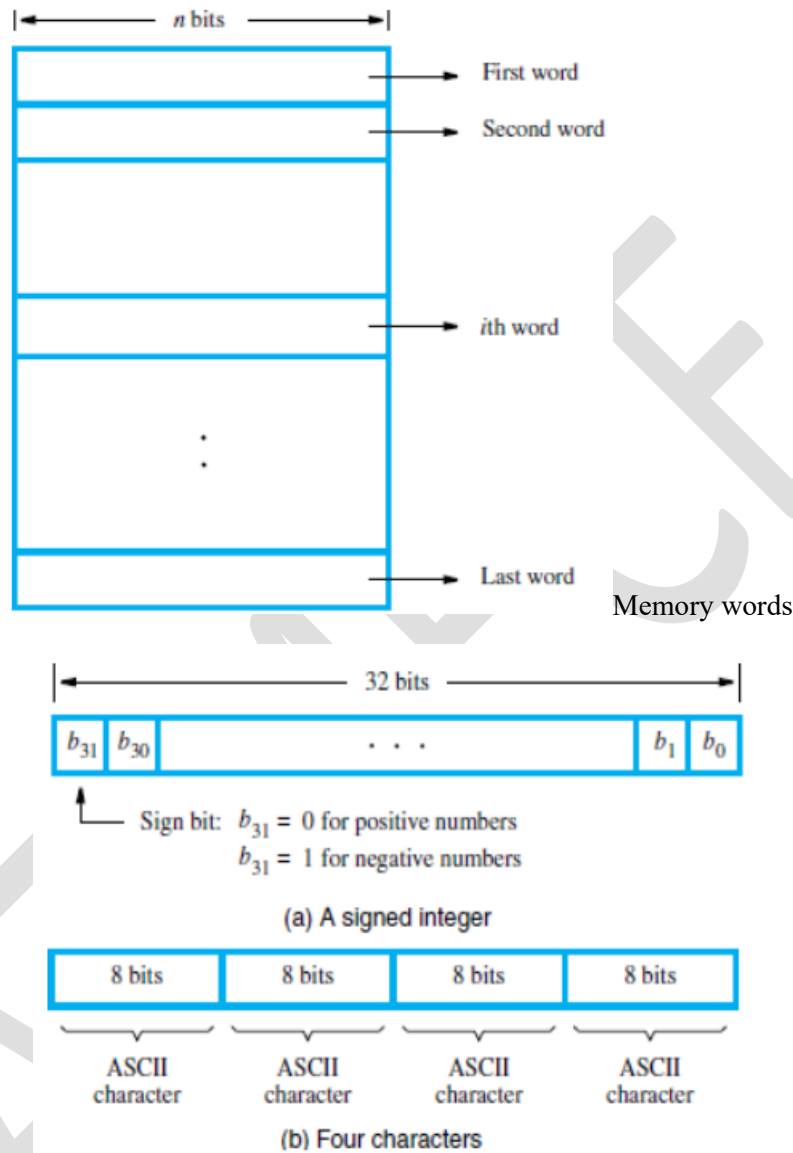 n bits
First word
Second word
ith word
Last word
Memory words
32 bits
b31 b30 . . . b1 b0
Sign bit: b31 = 0 for positive numbers
b31 = 1 for negative numbers
(a) A signed integer
8 bits 8 bits 8 bits 8 bits
ASCII ASCII ASCII ASCII
character character character character
(b) Four characters